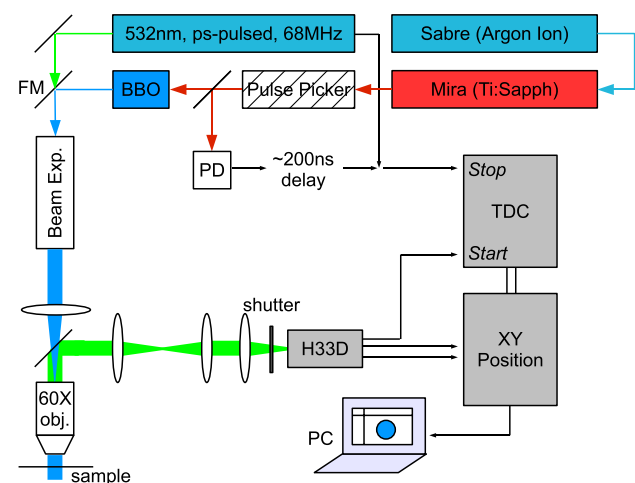 532nm, ps-pulsed, 68MHz
Sabre (Argon Ion)
FM
BBO
Pulse Picker
Mira (Ti:Sapph)
Beam Exp.
PD
~200ns
delay
Stop
TDC
Start
shutter
H33D
XY
Position
60X
obj.
PC
sample